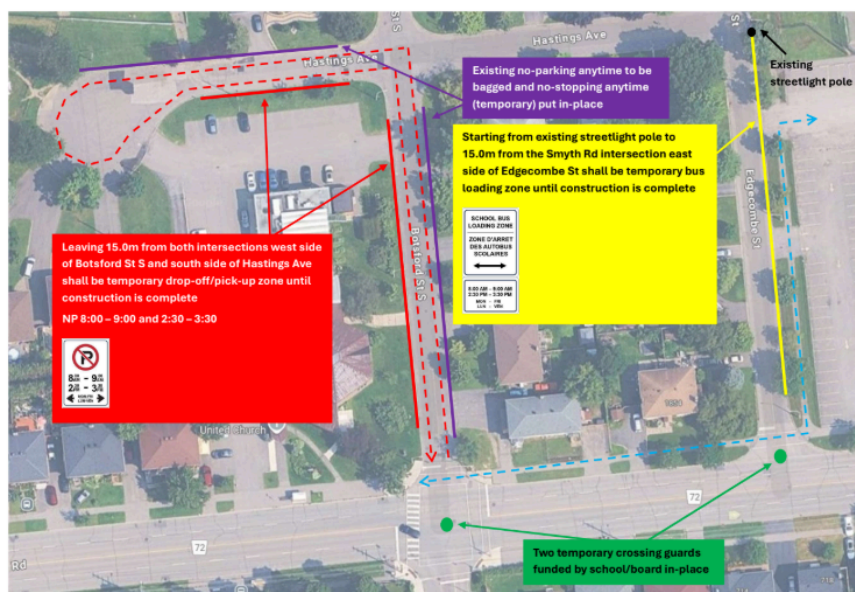 St S
St
Hastings Ave
Hastings Ave
Existing
streetlight pole
Existing no-parking anytime to be
bagged and no-stopping anytime
(temporary) put in-place
Starting from existing streetlight pole to
15.0m from the Smyth Rd intersection east
side of Edgecombe St shall be temporary bus
loading zone until construction is complete
SCHOOL BUS
LOADING ZONE
ZONE D'ARRET
DES AUTOBUS
SCOLAIRES
8:00 AM - 9:00 AM
2:30 PM - 3:30 PM
MON - FRI
LUN - VEN
Edgecombe St
Botsford St S
Leaving 15.0m from both intersections west side
of Botsford St S and south side of Hastings Ave
shall be temporary drop-off/pick-up zone until
construction is complete
NP 8:00 – 9:00 and 2:30 – 3:30
P
United Church
72
72
Rd
Two temporary crossing guards
funded by school/board in-place